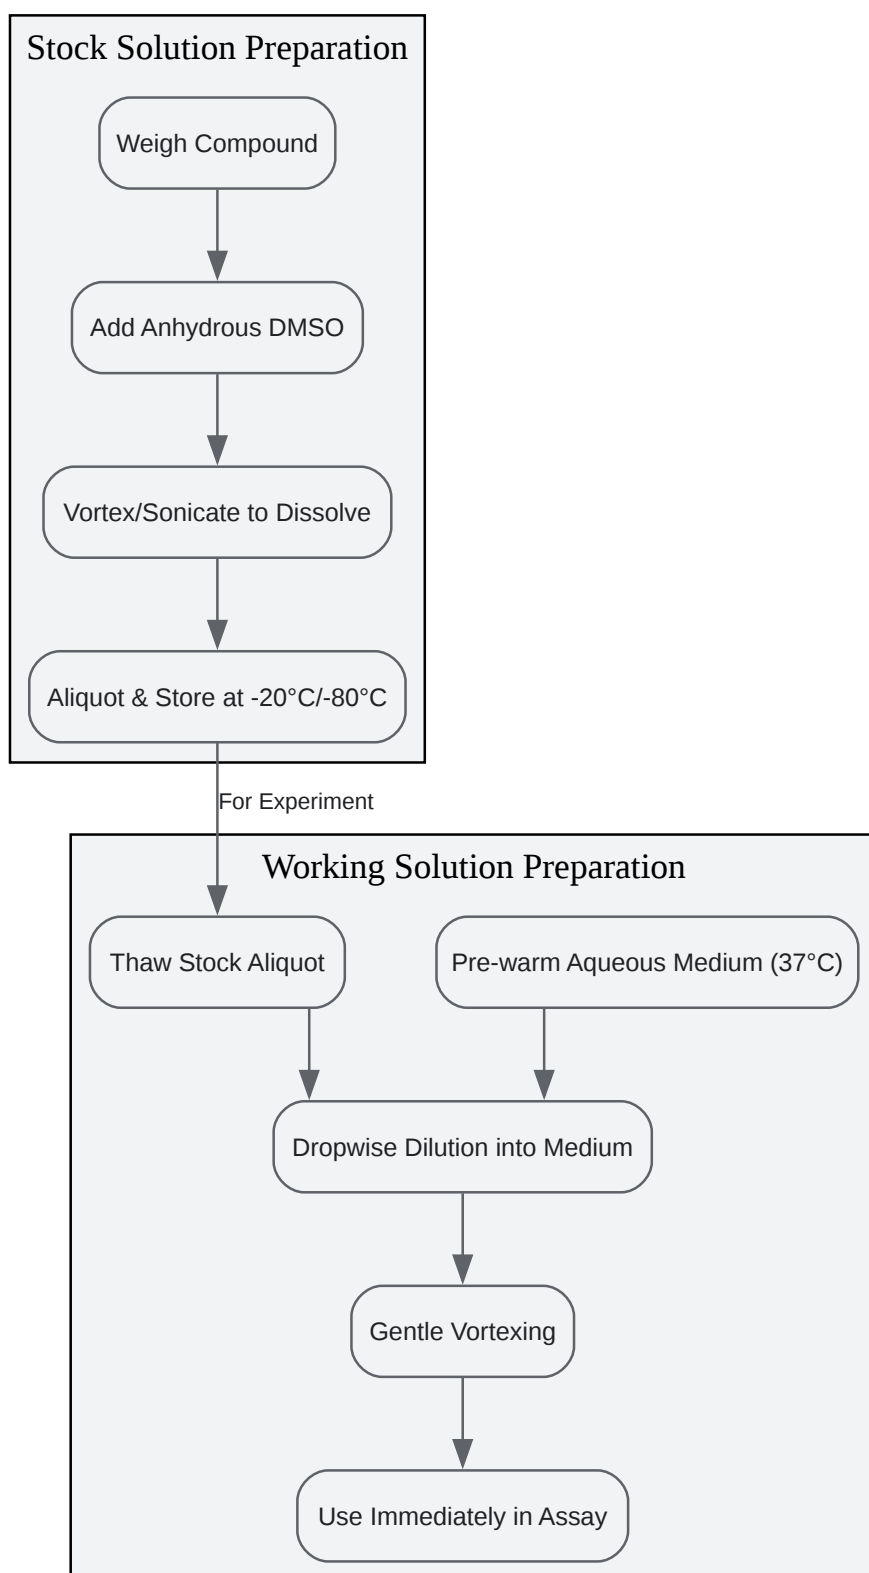 Stock Solution Preparation
Weigh Compound
Add Anhydrous DMSO
Vortex/Sonicate to Dissolve
Aliquot & Store at -20°C/-80°C
For Experiment
Working Solution Preparation
Thaw Stock Aliquot
Pre-warm Aqueous Medium (37°C)
Dropwise Dilution into Medium
Gentle Vortexing
Use Immediately in Assay